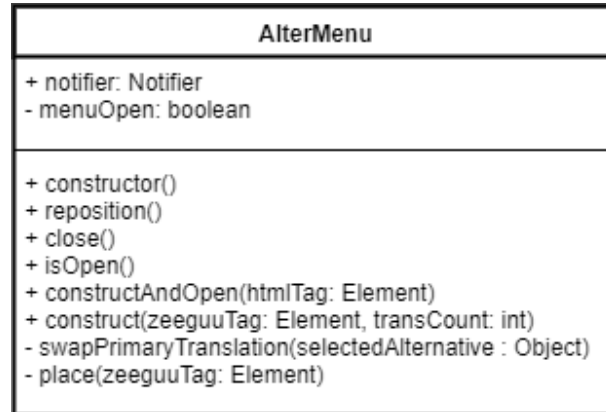 AlterMenu
+ notifier: Notifier
- menuOpen: boolean
+ constructor()
+ reposition()
+ close()
+ isOpen()
+ constructAndOpen(htmlTag: Element)
+ construct(zeeguuTag: Element, transCount: int)
- swapPrimaryTranslation(selectedAlternative : Object)
- place(zeeguuTag: Element)